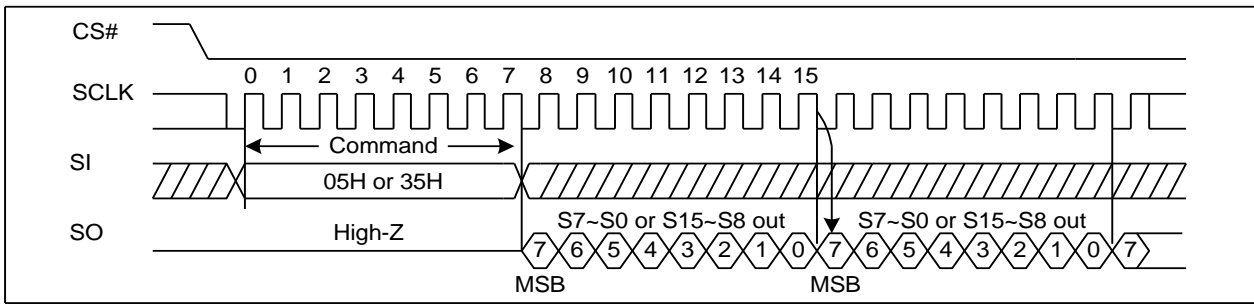 CS#
0 1 2 3 4 5 6 7 8 9 10 11 12 13 14 15
SCLK
Command
SI
05H or 35H
S7~S0 or S15~S8 out S7~S0 or S15~S8 out
SO High-Z
7 6 5 4 3 2 1 0 7 6 5 4 3 2 1 0 7
MSB MSB